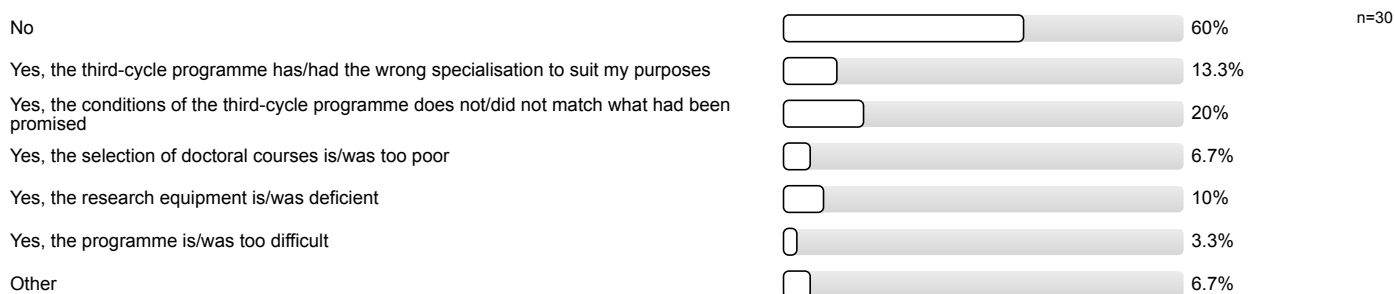 No
60%
n=30
Yes, the third-cycle programme has/had the wrong specialisation to suit my purposes
13.3%
Yes, the conditions of the third-cycle programme does not/did not match what had been
promised
20%
Yes, the selection of doctoral courses is/was too poor
6.7%
Yes, the research equipment is/was deficient
10%
Yes, the programme is/was too difficult
3.3%
Other
6.7%